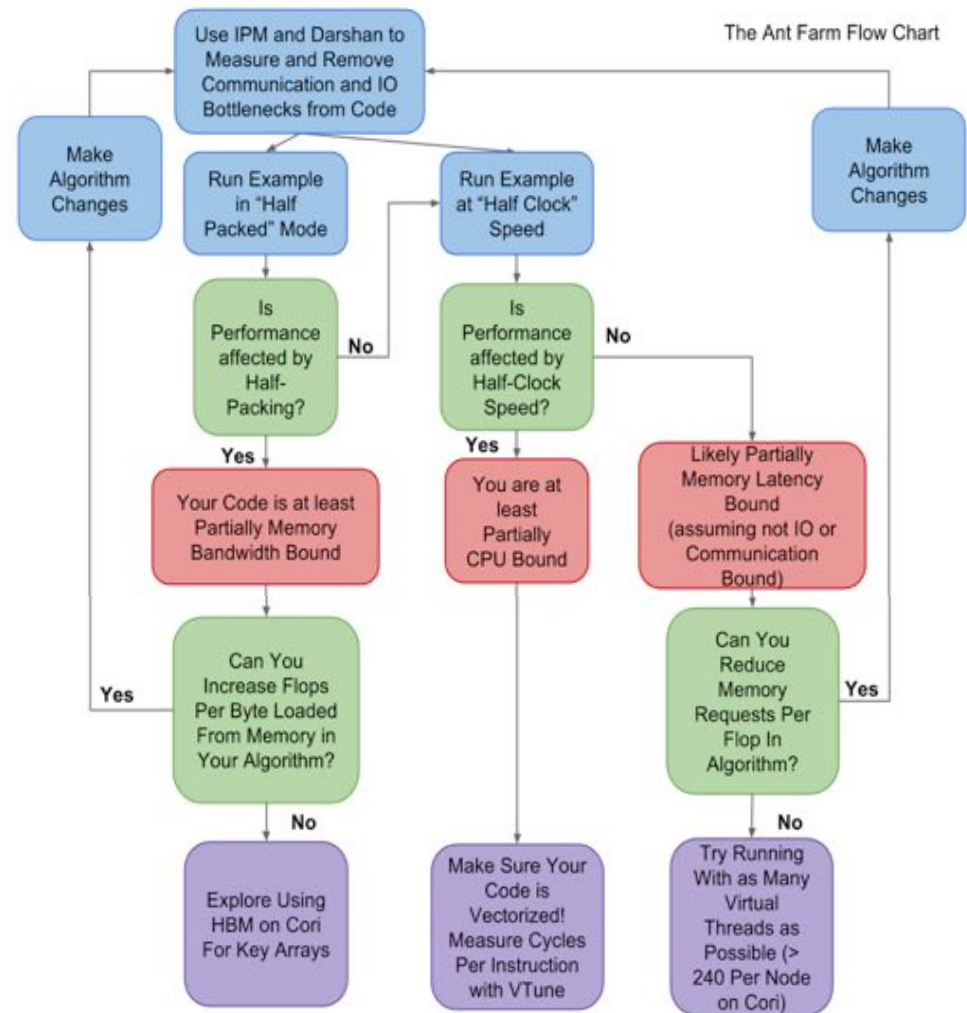 The Ant Farm Flow Chart
Use IPM and Darshan to
Measure and Remove
Communication and IO
Bottlenecks from Code
Make
Algorithm
Changes
Run Example
in “Half
Packed” Mode
Run Example
at “Half Clock”
Speed
Make
Algorithm
Changes
Is
Performance
affected by
Half-
Packing?
No
Is
Performance
affected by
Half-Clock
Speed?
No
Yes
Yes
Your Code is at least
Partially Memory
Bandwidth Bound
You are at
least
Partially
CPU Bound
Likely Partially
Memory Latency
Bound
(assuming not IO or
Communication
Bound)
Can You
Increase Flops
Per Byte Loaded
From Memory in
Your Algorithm?
Yes
Can You
Reduce
Memory
Requests Per
Flop In
Algorithm?
Yes
No
No
Explore Using
HBM on Cori
For Key Arrays
Make Sure Your
Code is
Vectorized!
Measure Cycles
Per Instruction
with VTune
Try Running
With as Many
Virtual
Threads as
Possible (>
240 Per Node
on Cori)